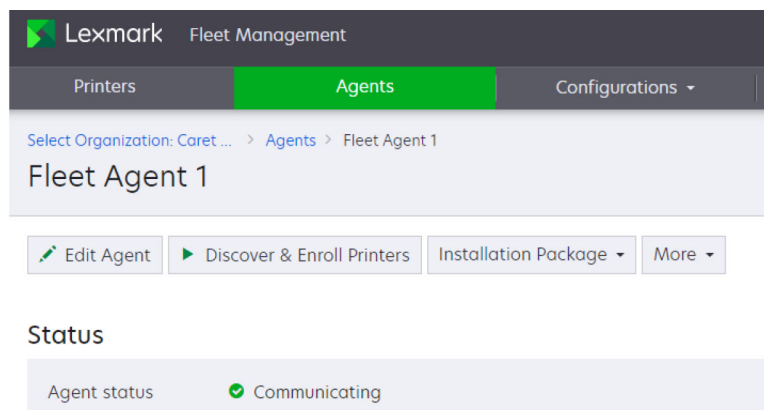 Lexmark Fleet Management
Printers Agents Configurations
Select Organization: Caret ... > Agents > Fleet Agent 1
Fleet Agent 1
Edit Agent Discover & Enroll Printers Installation Package More
Status
Agent status Communicating